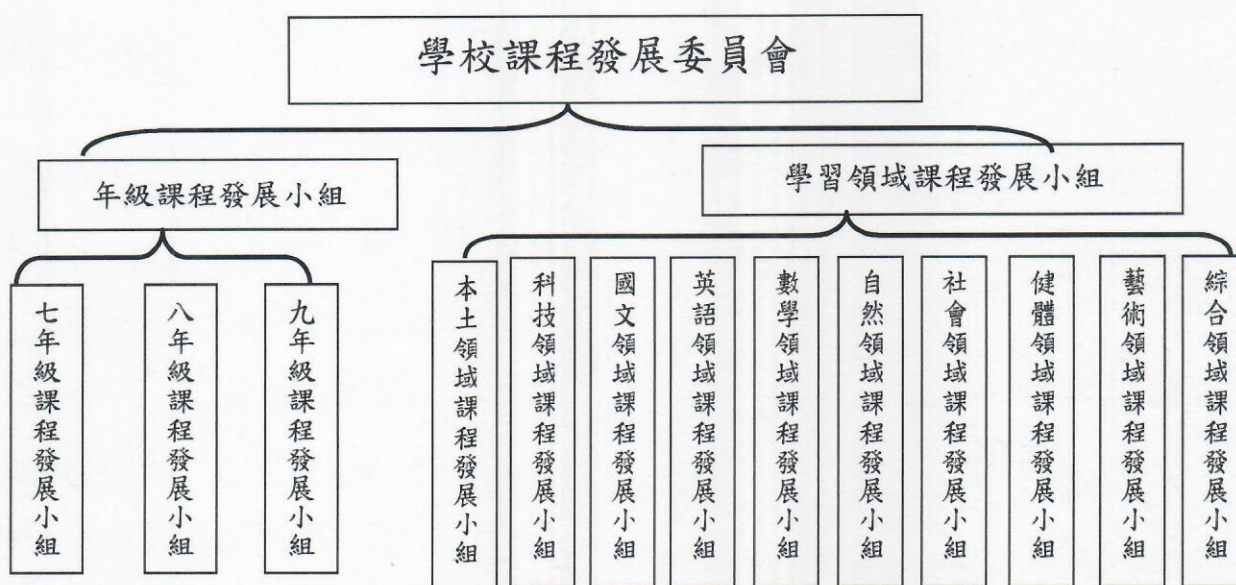 學校課程發展委員會
年級課程發展小組
學習領域課程發展小組
七年級課程發展小組
八年級課程發展小組
九年級課程發展小組
本土領域課程發展小組
科技領域課程發展小組
國文領域課程發展小組
英語領域課程發展小組
數學領域課程發展小組
自然領域課程發展小組
社會領域課程發展小組
健體領域課程發展小組
藝術領域課程發展小組
綜合領域課程發展小組